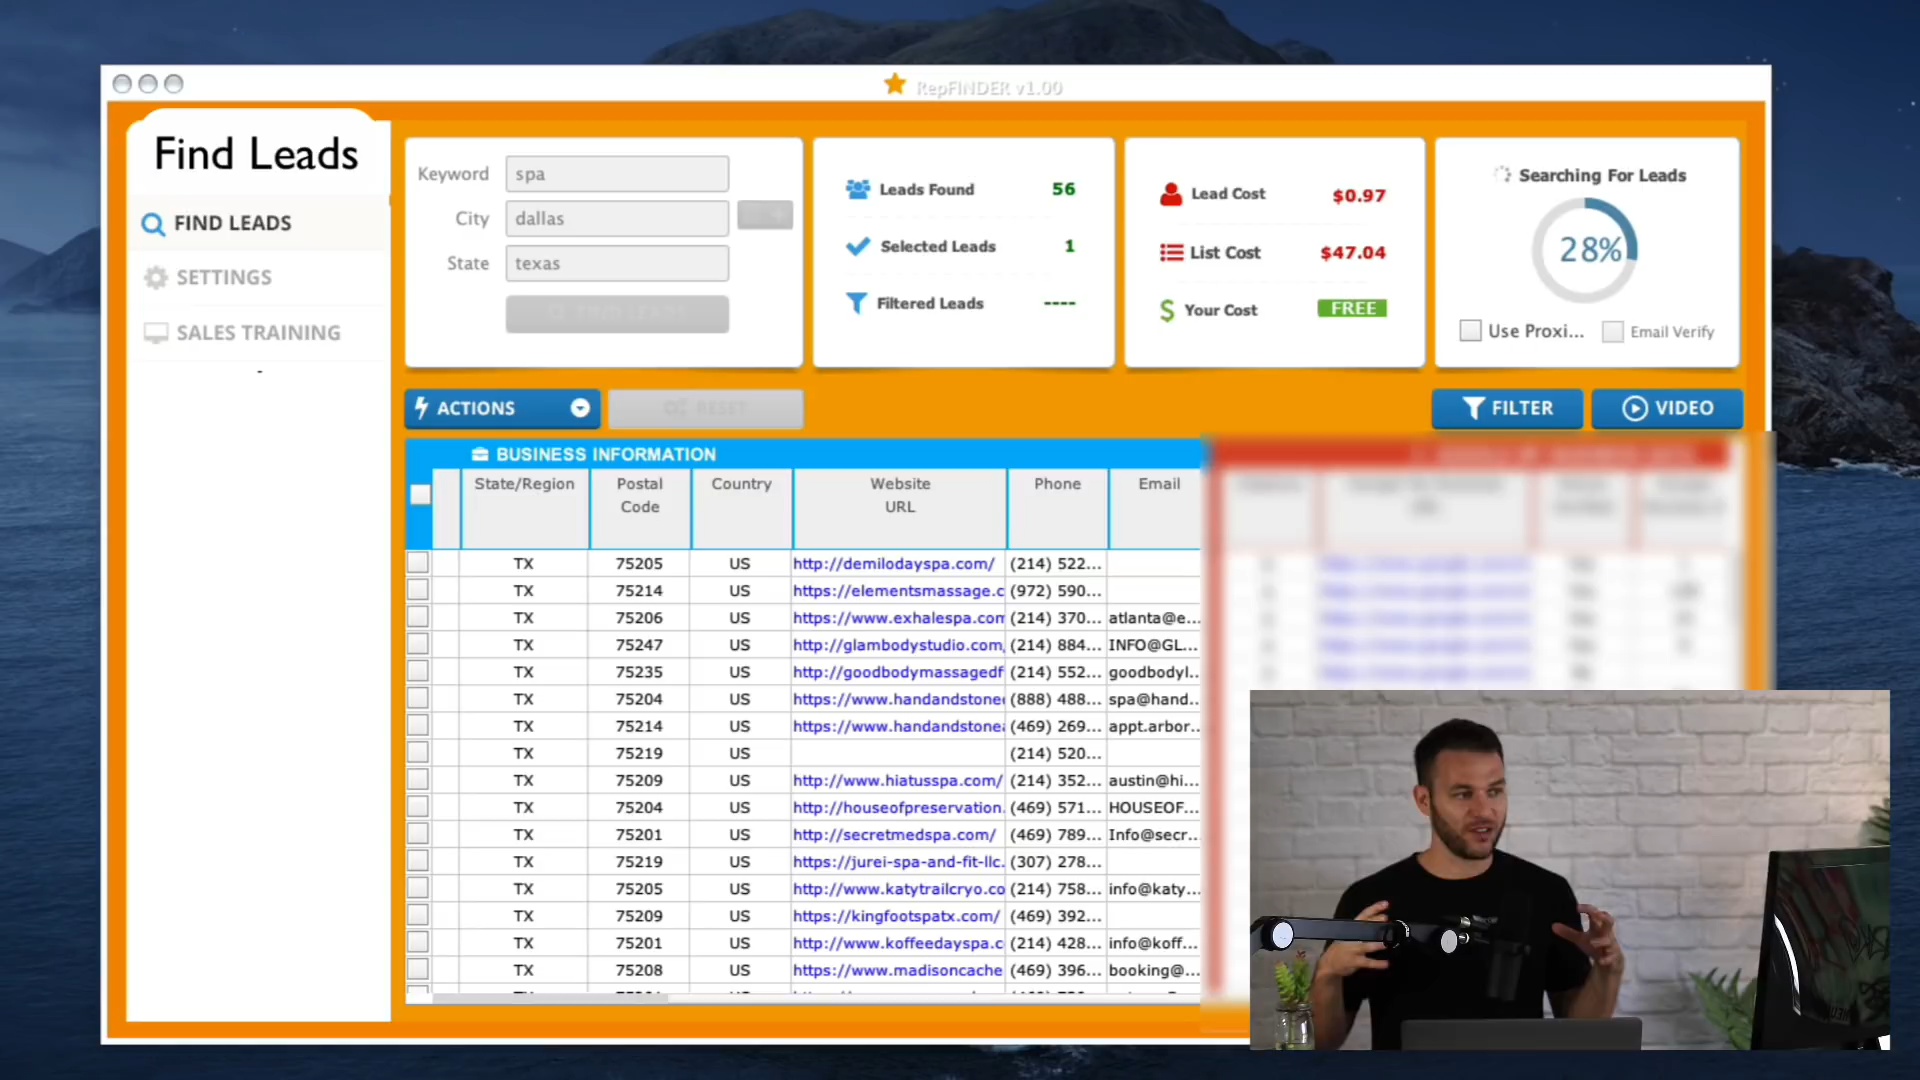 RepFINDER v1.00
Find Leads
FIND LEADS
SETTINGS
SALES TRAINING
-
Keyword
spa
City
dallas
State
texas
Leads Found
56
Selected Leads
1
Filtered Leads
----
Lead Cost
$0.97
List Cost
$47.04
Your Cost
FREE
Searching For Leads
28%
Use Proxi...
Email Verify
ACTIONS
RESET
FILTER
VIDEO
BUSINESS INFORMATION
State/Region Postal Code Country Website URL Phone Email
TX 75205 US http://demilodayspa.com/ (214) 522...
TX 75214 US https://elementsmassage.c (972) 590...
TX 75206 US https://www.exhalespa.com (214) 370... atlanta@e...
TX 75247 US http://glambodystudio.com, (214) 884... INFO@GL...
TX 75235 US http://goodbodymassagedf (214) 552... goodbodyl...
TX 75204 US https://www.handandstone (888) 488... spa@hand...
TX 75214 US https://www.handandstone (469) 269... appt.arbor...
TX 75219 US (214) 520...
TX 75209 US http://www.hiatusspa.com/ (214) 352... austin@hi...
TX 75204 US http://houseofpreservation. (469) 571... HOUSEOF...
TX 75201 US http://secretmedspa.com/ (469) 789... Info@secr...
TX 75219 US https://jurei-spa-and-fit-llc. (307) 278...
TX 75205 US http://www.katytrailcryo.co (214) 758... info@katy...
TX 75209 US https://kingfootspatx.com/ (469) 392...
TX 75201 US http://www.koffeedayspa.c (214) 428... info@koff...
TX 75208 US https://www.madisoncache (469) 396... booking@...